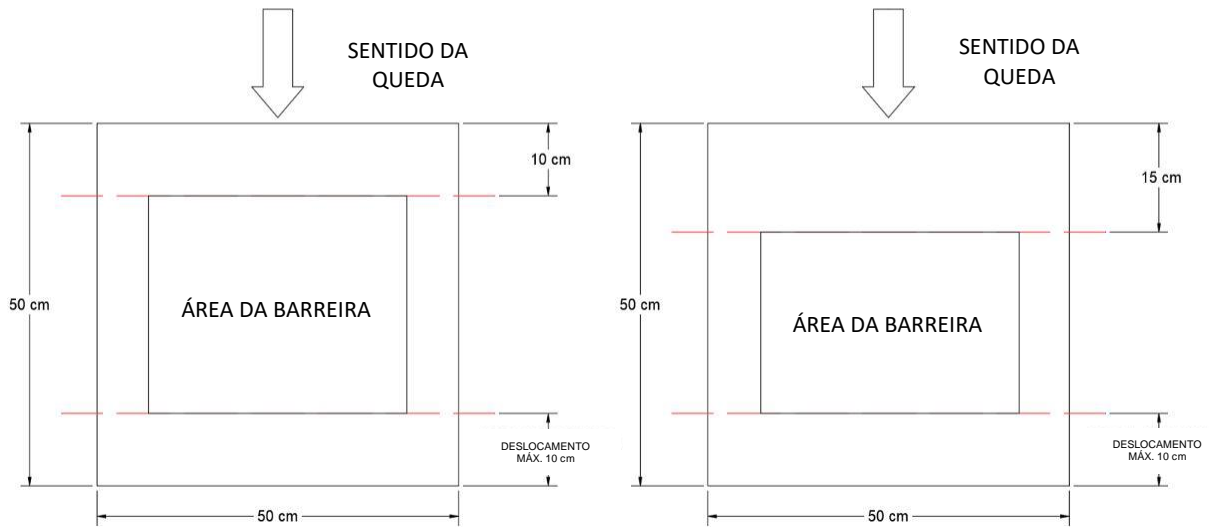 SENTIDO DA
QUEDA
10 cm
50 cm
ÁREA DA BARREIRA
DESLOCAMENTO
MÁX. 10 cm
50 cm
SENTIDO DA
QUEDA
15 cm
50 cm
ÁREA DA BARREIRA
DESLOCAMENTO
MÁX. 10 cm
50 cm